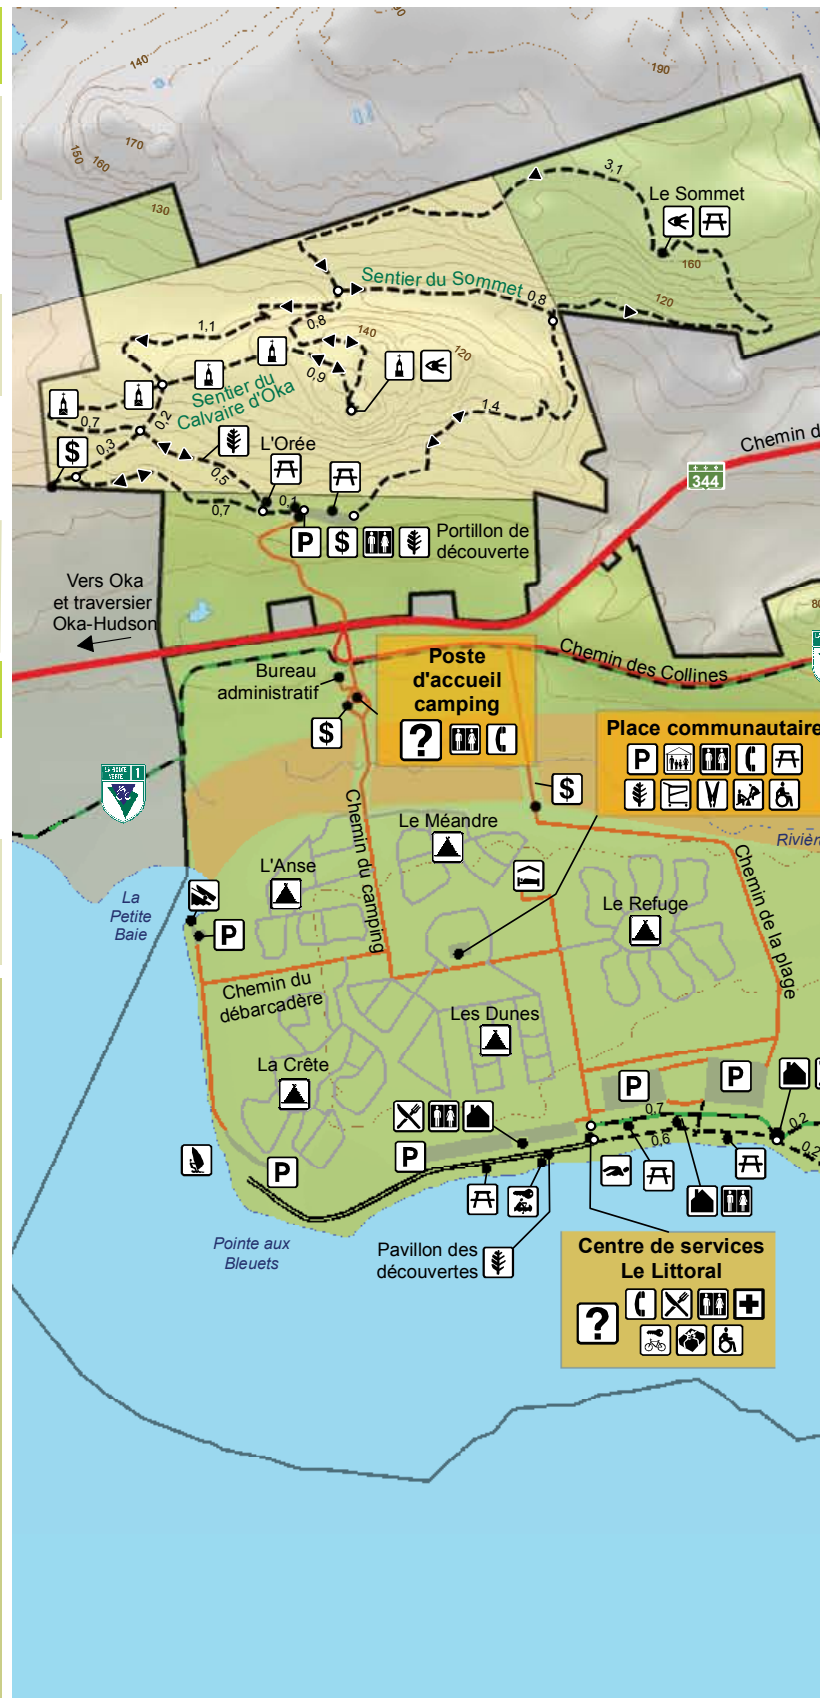 140
190
170
150
160
130
3,1
Le Sommet
160
Sentier du Sommet
0,8
120
1,1
0,8
140
120
0,9
Sentier du
Calvaire d'Oka
0,7
0,2
0,3
1,4
$
L'Orée
0,5
0,7
0,1
Chemin d
344
P $
Portillon de
découverte
Vers Oka
et traversier
Oka-Hudson
80
Bureau
administratif
$
Poste
d'accueil
camping
?
Chemin des Collines
Place communautaire
P
1
$
Chemin du camping
Le Méandre
Rivièr
L'Anse
Chemin de la plage
La
Petite
Baie
P
Le Refuge
Chemin du
débarcadère
Les Dunes
La Crête
P
P
0,7
0,2
0,6
0,2
P
P
Pointe aux
Bleuets
Pavillon des
découvertes
Centre de services
Le Littoral
?